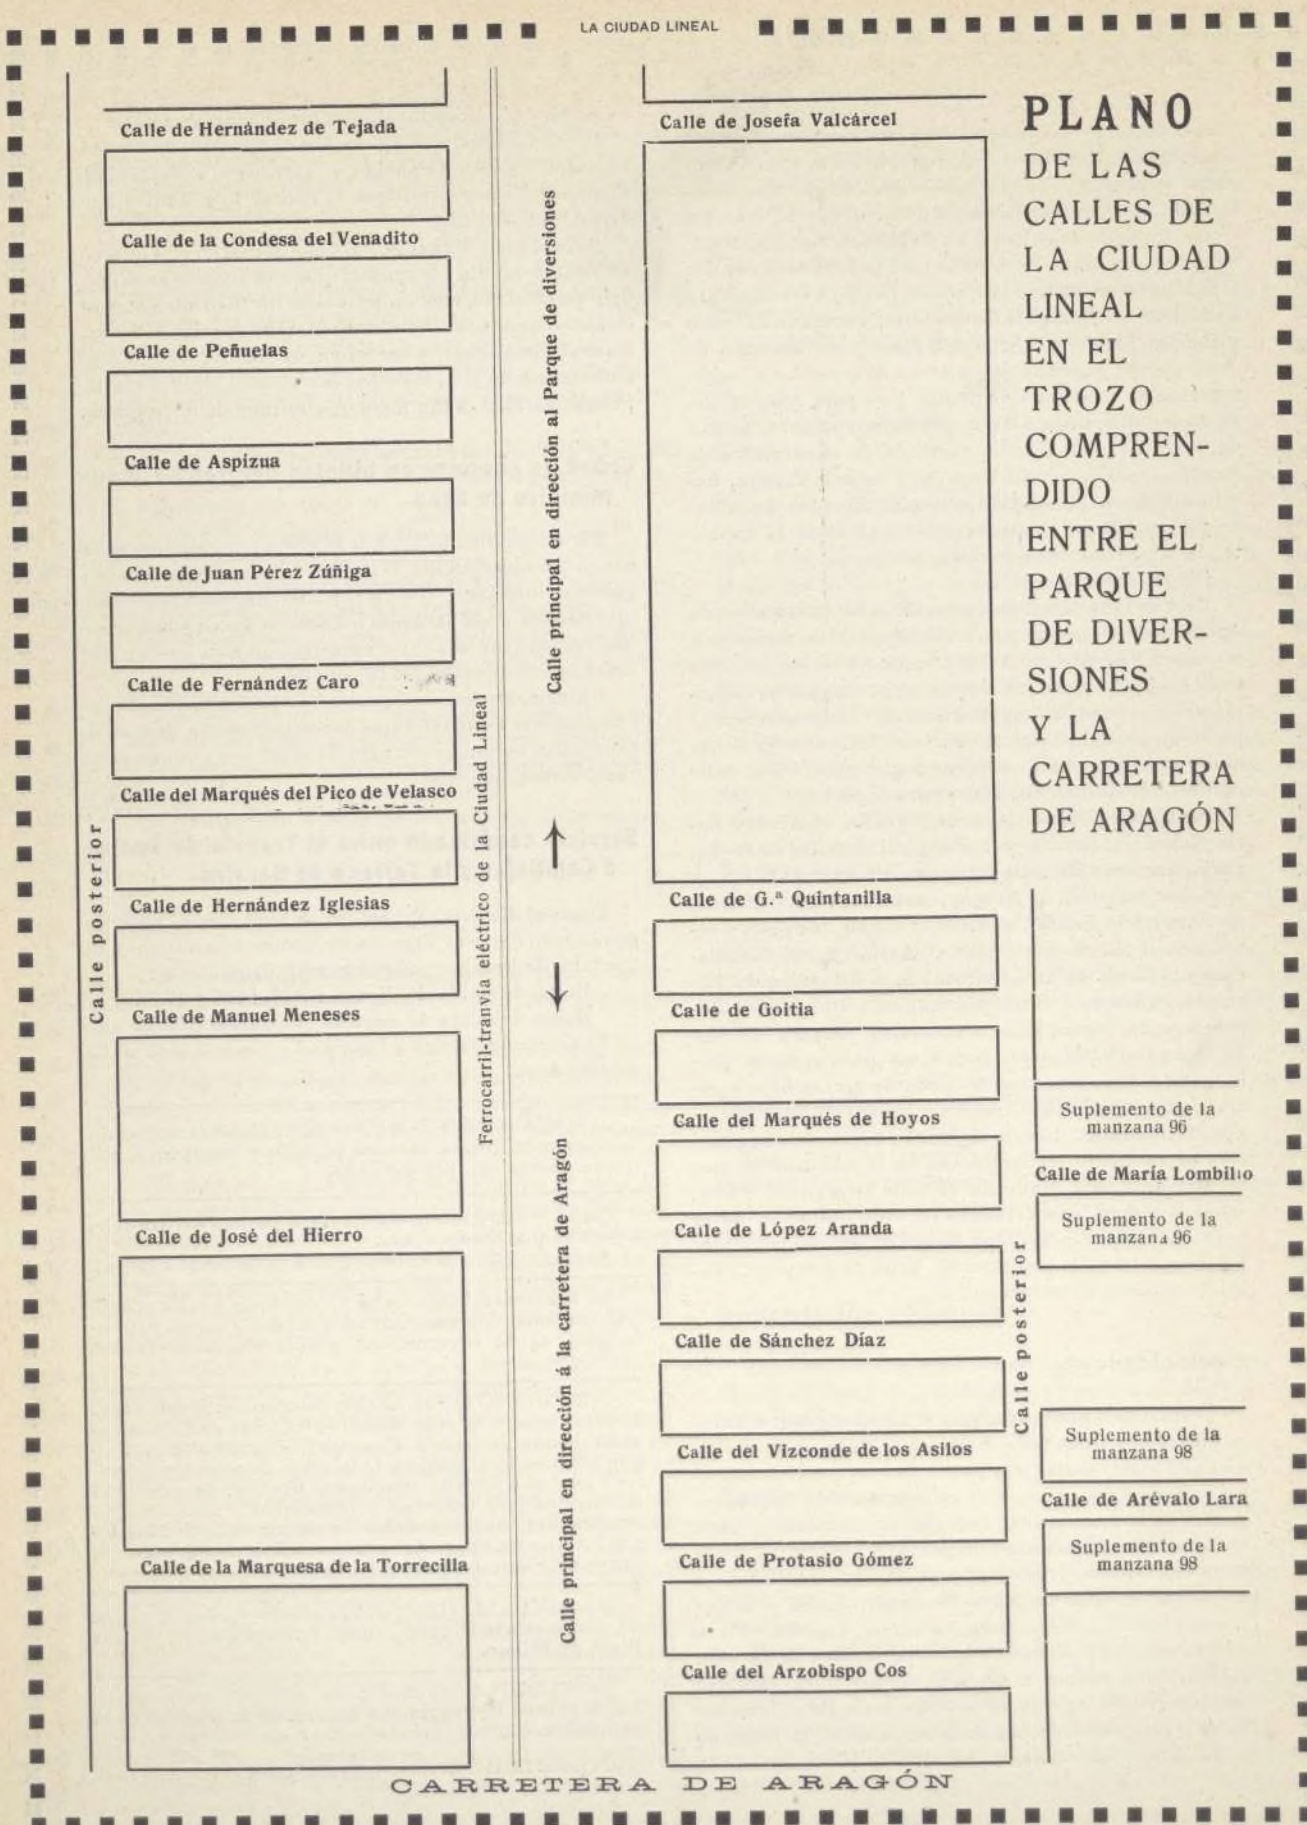 LA CIUDAD LINEAL
PLANO
DE LAS
CALLES DE
LA CIUDAD
LINEAL
EN EL
TROZO
COMPREN-
DIDO
ENTRE EL
PARQUE
DE DIVER-
SIONES
Y LA
CARRETERA
DE ARAGÓN
Calle posterior
Calle de Hernández de Tejada
Calle de la Condesa del Venadito
Calle de Peñuelas
Calle de Aspizua
Calle de Juan Pérez Zúñiga
Calle de Fernández Caro
Calle del Marqués del Pico de Velasco
Calle de Hernández Iglesias
Calle de Manuel Meneses
Calle de José del Hierro
Calle de la Marquesa de la Torrecilla
Ferrocarril-tranvía eléctrico de la Ciudad Lineal
Calle principal en dirección al Parque de diversiones
Calle principal en dirección á la carretera de Aragón
Calle de Josefa Valcárcel
Calle de G.ª Quintanilla
Calle de Goitia
Calle del Marqués de Hoyos
Calle de López Aranda
Calle de Sánchez Díaz
Calle del Vizconde de los Asilos
Calle de Protasio Gómez
Calle del Arzobispo Cos
Calle posterior
Suplemento de la
manzana 96
Calle de María Lombillo
Suplemento de la
manzana 96
Suplemento de la
manzana 98
Calle de Arévalo Lara
Suplemento de la
manzana 98
CARRETERA DE ARAGÓN